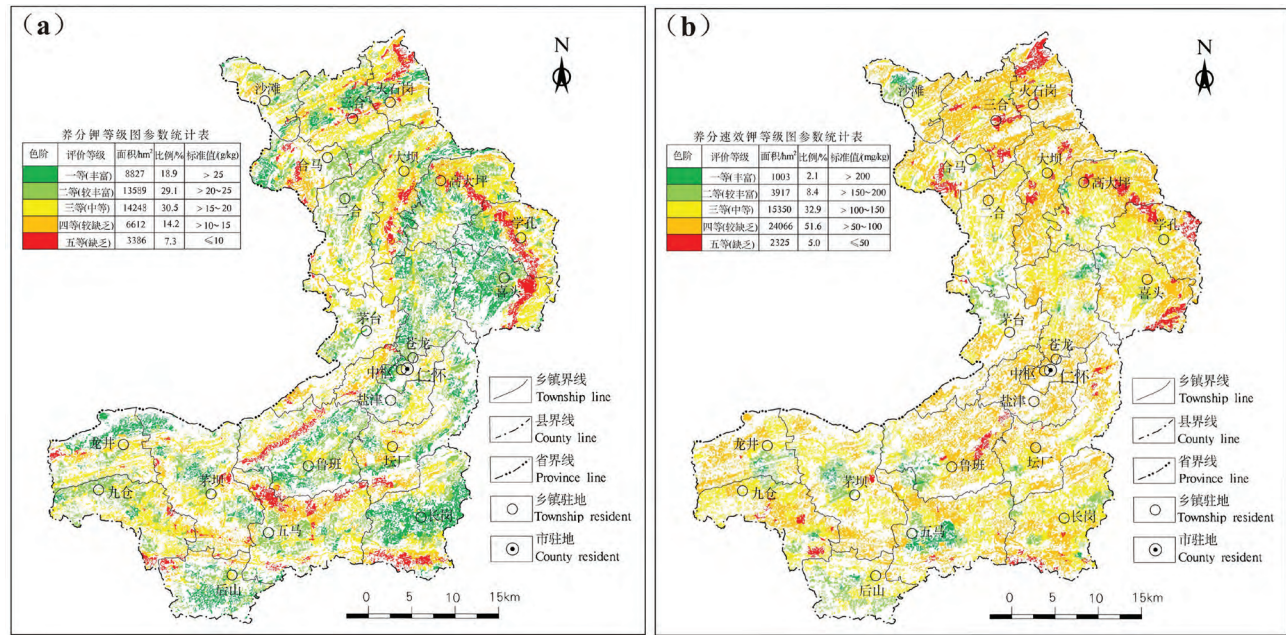 (a)
N
沙滩
火石岗
三合
养分钾等级图参数统计表
色阶 评价等级 面积/hm² 比例/% 标准值/(g/kg)
一等(丰富) 8827 18.9 >25
二等(较丰富) 13589 29.1 >20~25
三等(中等) 14248 30.5 >15~20
四等(较缺乏) 6612 14.2 >10~15
五等(缺乏) 3386 7.3 ≤10
合马
大坝
高大坪
二合
学孔
喜头
茅台
苍龙
中枢
仁怀
盐津
龙井
鲁班
坛厂
九仓
茅坝
长岗
五马
后山
乡镇界线
Township line
县界线
County line
省界线
Province line
乡镇驻地
Township resident
市驻地
County resident
0 5 10 15km
(b)
N
沙滩
火石岗
三合
养分速效钾等级图参数统计表
色阶 评价等级 面积/hm² 比例/% 标准值/(mg/kg)
一等(丰富) 1003 2.1 >200
二等(较丰富) 3917 8.4 >150~200
三等(中等) 15350 32.9 >100~150
四等(较缺乏) 24066 51.6 >50~100
五等(缺乏) 2325 5.0 ≤50
合马
大坝
高大坪
二合
学孔
喜头
茅台
苍龙
中枢
仁怀
盐津
龙井
鲁班
坛厂
九仓
茅坝
长岗
五马
后山
乡镇界线
Township line
县界线
County line
省界线
Province line
乡镇驻地
Township resident
市驻地
County resident
0 5 10 15km